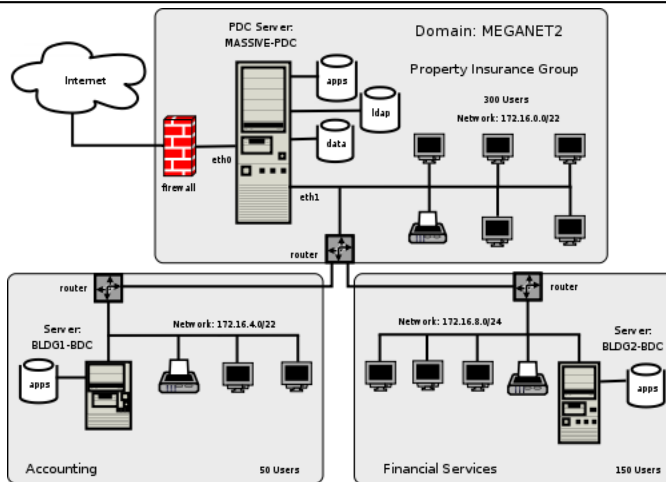 PDC Server:
MASSIVE-PDC
Domain: MEGANET2
Property Insurance Group
Internet
apps
ldap
data
300 Users
Network: 172.16.0.0/22
eth0
firewall
eth1
router
router
Network: 172.16.4.0/22
Server:
BLDG1-BDC
apps
Accounting
50 Users
router
Network: 172.16.8.0/24
Server:
BLDG2-BDC
apps
Financial Services
150 Users